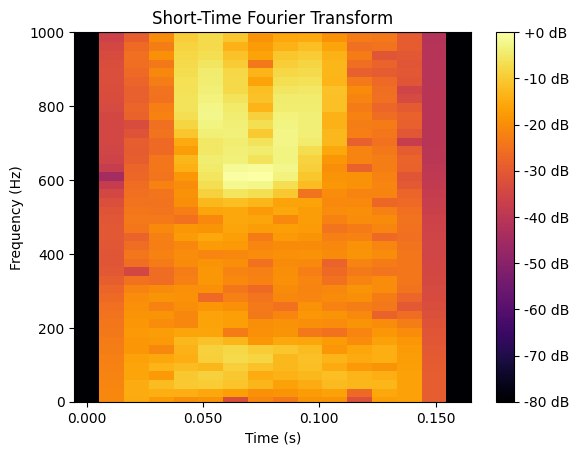 Short-Time Fourier Transform
1000
800
600
400
200
0
Frequency (Hz)
0.000
0.050
0.100
0.150
Time (s)
+0 dB
-10 dB
-20 dB
-30 dB
-40 dB
-50 dB
-60 dB
-70 dB
-80 dB